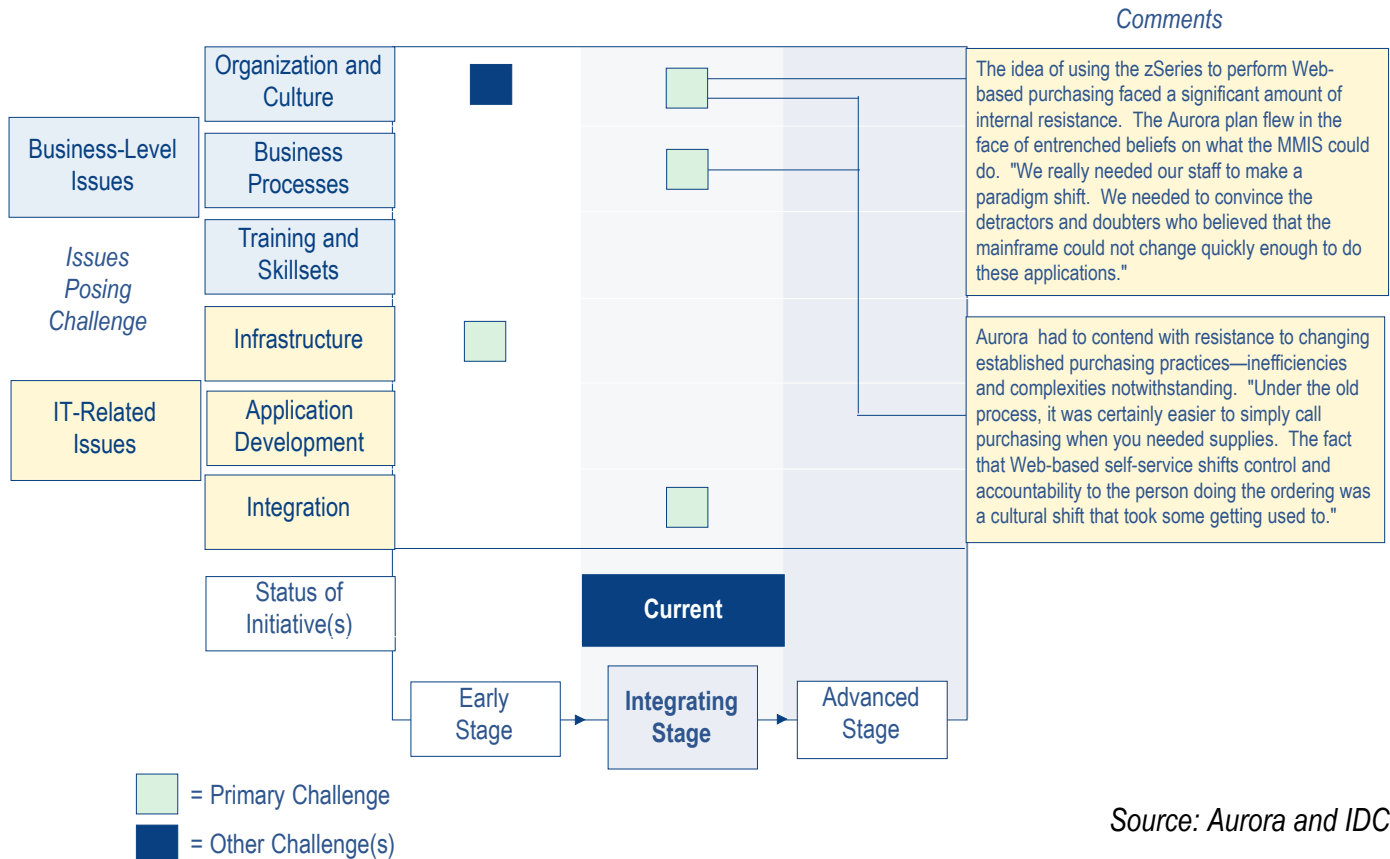 Comments
Organization and
Culture
Business-Level
Issues
Business
Processes
Training and
Skillsets
Issues
Posing
Challenge
Infrastructure
IT-Related
Issues
Application
Development
Integration
Status of
Initiative(s)
Current
Early
Stage
Integrating
Stage
Advanced
Stage
The idea of using the zSeries to perform Web-
based purchasing faced a significant amount of
internal resistance.  The Aurora plan flew in the
face of entrenched beliefs on what the MMIS could
do.  "We really needed our staff to make a
paradigm shift.  We needed to convince the
detractors and doubters who believed that the
mainframe could not change quickly enough to do
these applications."
Aurora  had to contend with resistance to changing
established purchasing practices—inefficiencies
and complexities notwithstanding.  "Under the old
process, it was certainly easier to simply call
purchasing when you needed supplies.  The fact
that Web-based self-service shifts control and
accountability to the person doing the ordering was
a cultural shift that took some getting used to."
= Primary Challenge
= Other Challenge(s)
Source: Aurora and IDC